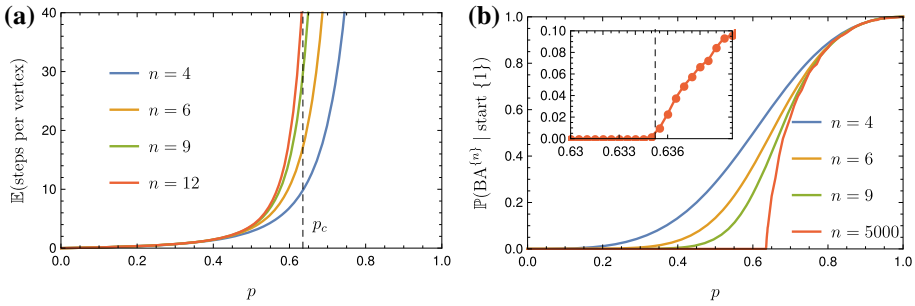 (a)
𝔼(steps per vertex)
40
30
20
10
0
0.0 0.2 0.4 0.6 0.8 1.0
p
n = 4
n = 6
n = 9
n = 12
p_c
(b)
ℙ(BA^{n} | start {1})
1.0
0.8
0.6
0.4
0.2
0.0
0.0 0.2 0.4 0.6 0.8 1.0
p
0.10
0.08
0.06
0.04
0.02
0.00
0.63 0.633 0.636
n = 4
n = 6
n = 9
n = 5000